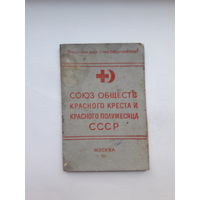 СОЮЗ ОБЩЕСТВ
КРАСНОГО КРЕСТА И
КРАСНОГО ПОЛУМЕСЯЦА
СССР
МОСКВА